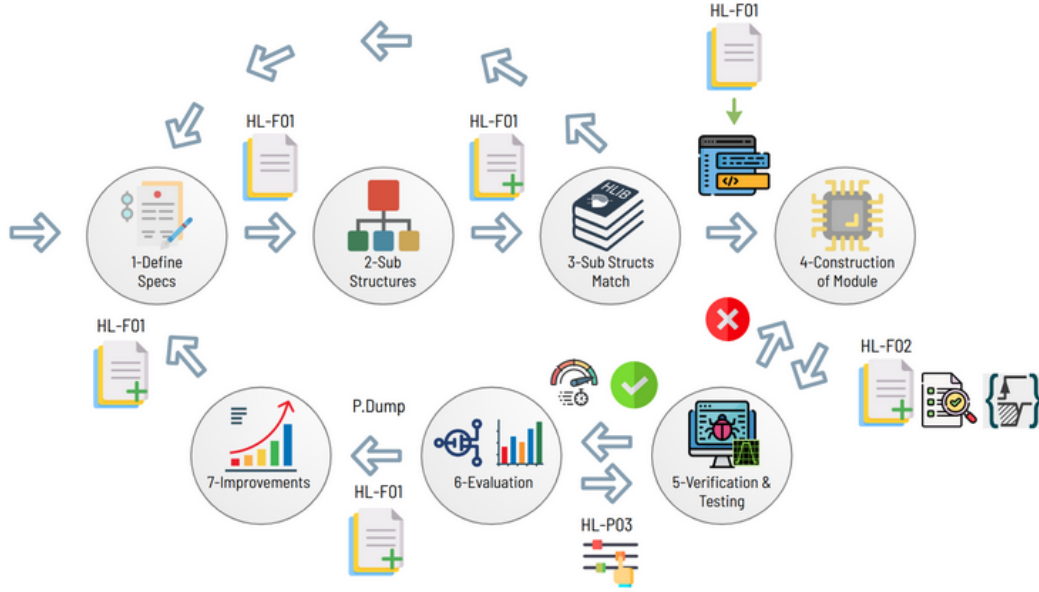 HL-F01
HL-F01
HL-F01
HLIB
</>
1-Define
Specs
2-Sub
Structures
3-Sub Structs
Match
4-Construction
of Module
HL-F01
HL-F02
P.Dump
7-Improvements
6-Evaluation
5-Verification &
Testing
HL-F01
HL-P03